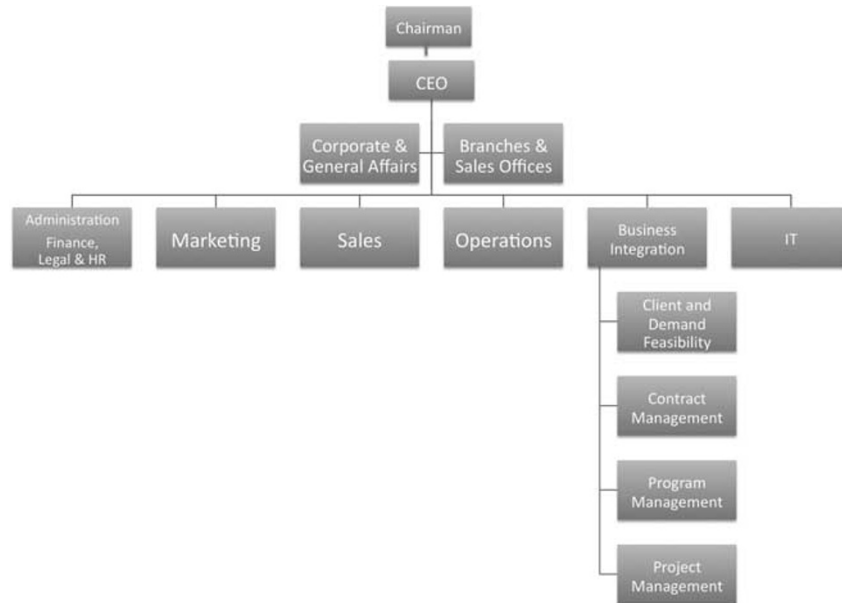 Chairman
CEO
Corporate &
General Affairs
Branches &
Sales Offices
Administration
Finance,
Legal & HR
Marketing
Sales
Operations
Business
Integration
IT
Client and
Demand
Feasibility
Contract
Management
Program
Management
Project
Management